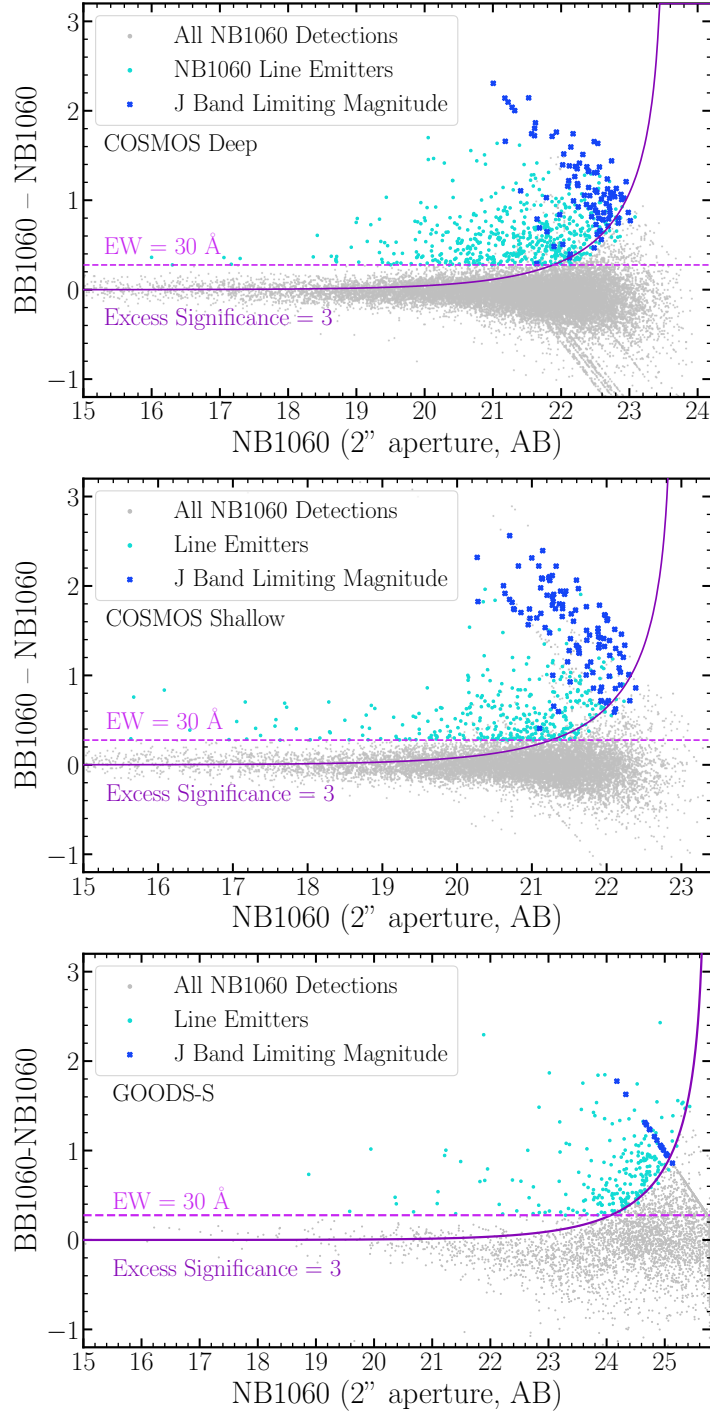 3
2
1
0
−1
BB1060 − NB1060
All NB1060 Detections
NB1060 Line Emitters
J Band Limiting Magnitude
COSMOS Deep
EW = 30 Å
Excess Significance = 3
15 16 17 18 19 20 21 22 23 24
NB1060 (2” aperture, AB)
3
2
1
0
−1
BB1060 − NB1060
All NB1060 Detections
Line Emitters
J Band Limiting Magnitude
COSMOS Shallow
EW = 30 Å
Excess Significance = 3
15 16 17 18 19 20 21 22 23
NB1060 (2” aperture, AB)
3
2
1
0
−1
BB1060-NB1060
All NB1060 Detections
Line Emitters
J Band Limiting Magnitude
GOODS-S
EW = 30 Å
Excess Significance = 3
15 16 17 18 19 20 21 22 23 24 25
NB1060 (2” aperture, AB)